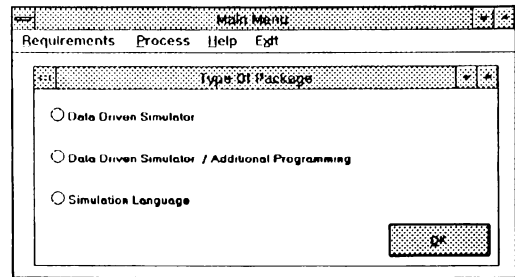 Main Menu
Requirements Process Help Exit
Type Of Package
Data Driven Simulator
Data Driven Simulator / Additional Programming
Simulation Language
OK